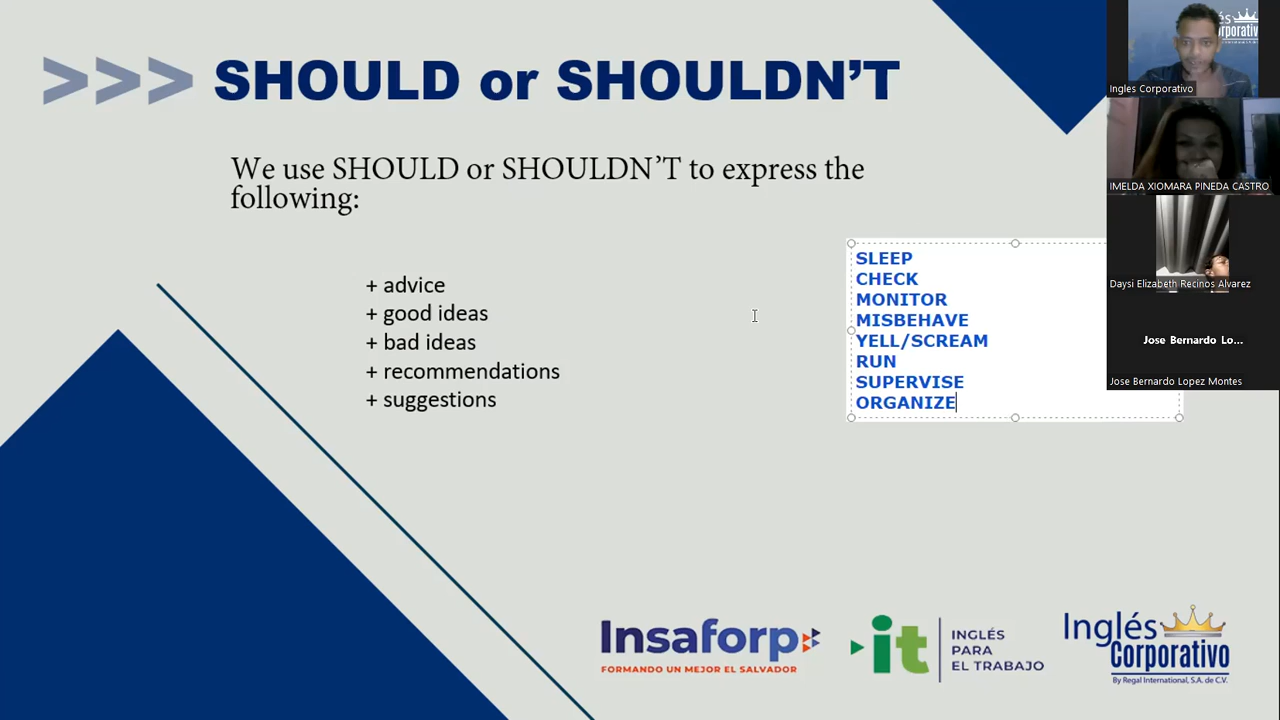 >>> SHOULD or SHOULDN'T
We use SHOULD or SHOULDN'T to express the
following:
+ advice
+ good ideas
+ bad ideas
+ recommendations
+ suggestions
SLEEP
CHECK
MONITOR
MISBEHAVE
YELL/SCREAM
RUN
SUPERVISE
ORGANIZE
Ingles Corporativo
IMELDA XIOMARA PINEDA CASTRO
Daysi Elizabeth Recinos Alvarez
Jose Bernardo Lo...
Jose Bernardo Lopez Montes
Insaforp
FORMANDO UN MEJOR EL SALVADOR
it
INGLÉS
PARA
EL TRABAJO
Inglés
Corporativo
By Regal International, S.A. de C.V.